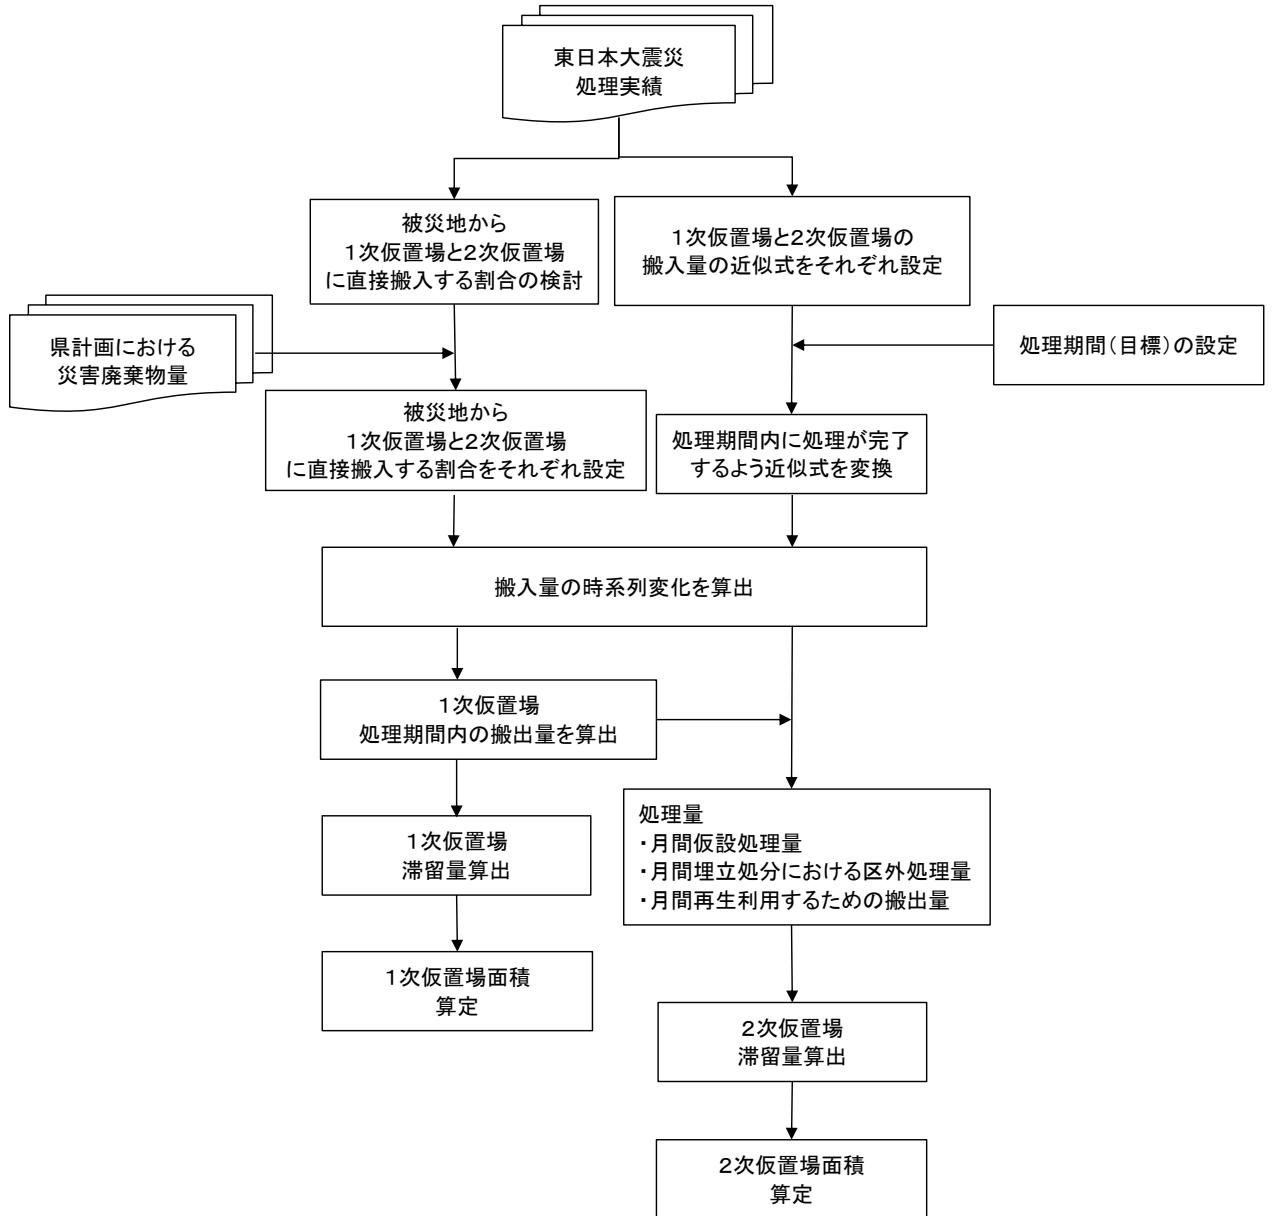 東日本大震災
処理実績
被災地から
1次仮置場と2次仮置場
に直接搬入する割合の検討
1次仮置場と2次仮置場の
搬入量の近似式をそれぞれ設定
県計画における
災害廃棄物量
処理期間(目標)の設定
被災地から
1次仮置場と2次仮置場
に直接搬入する割合をそれぞれ設定
処理期間内に処理が完了
するよう近似式を変換
搬入量の時系列変化を算出
1次仮置場
処理期間内の搬出量を算出
処理量
・月間仮設処理量
・月間埋立処分における区外処理量
・月間再生利用するための搬出量
1次仮置場
滞留量算出
1次仮置場面積
算定
2次仮置場
滞留量算出
2次仮置場面積
算定